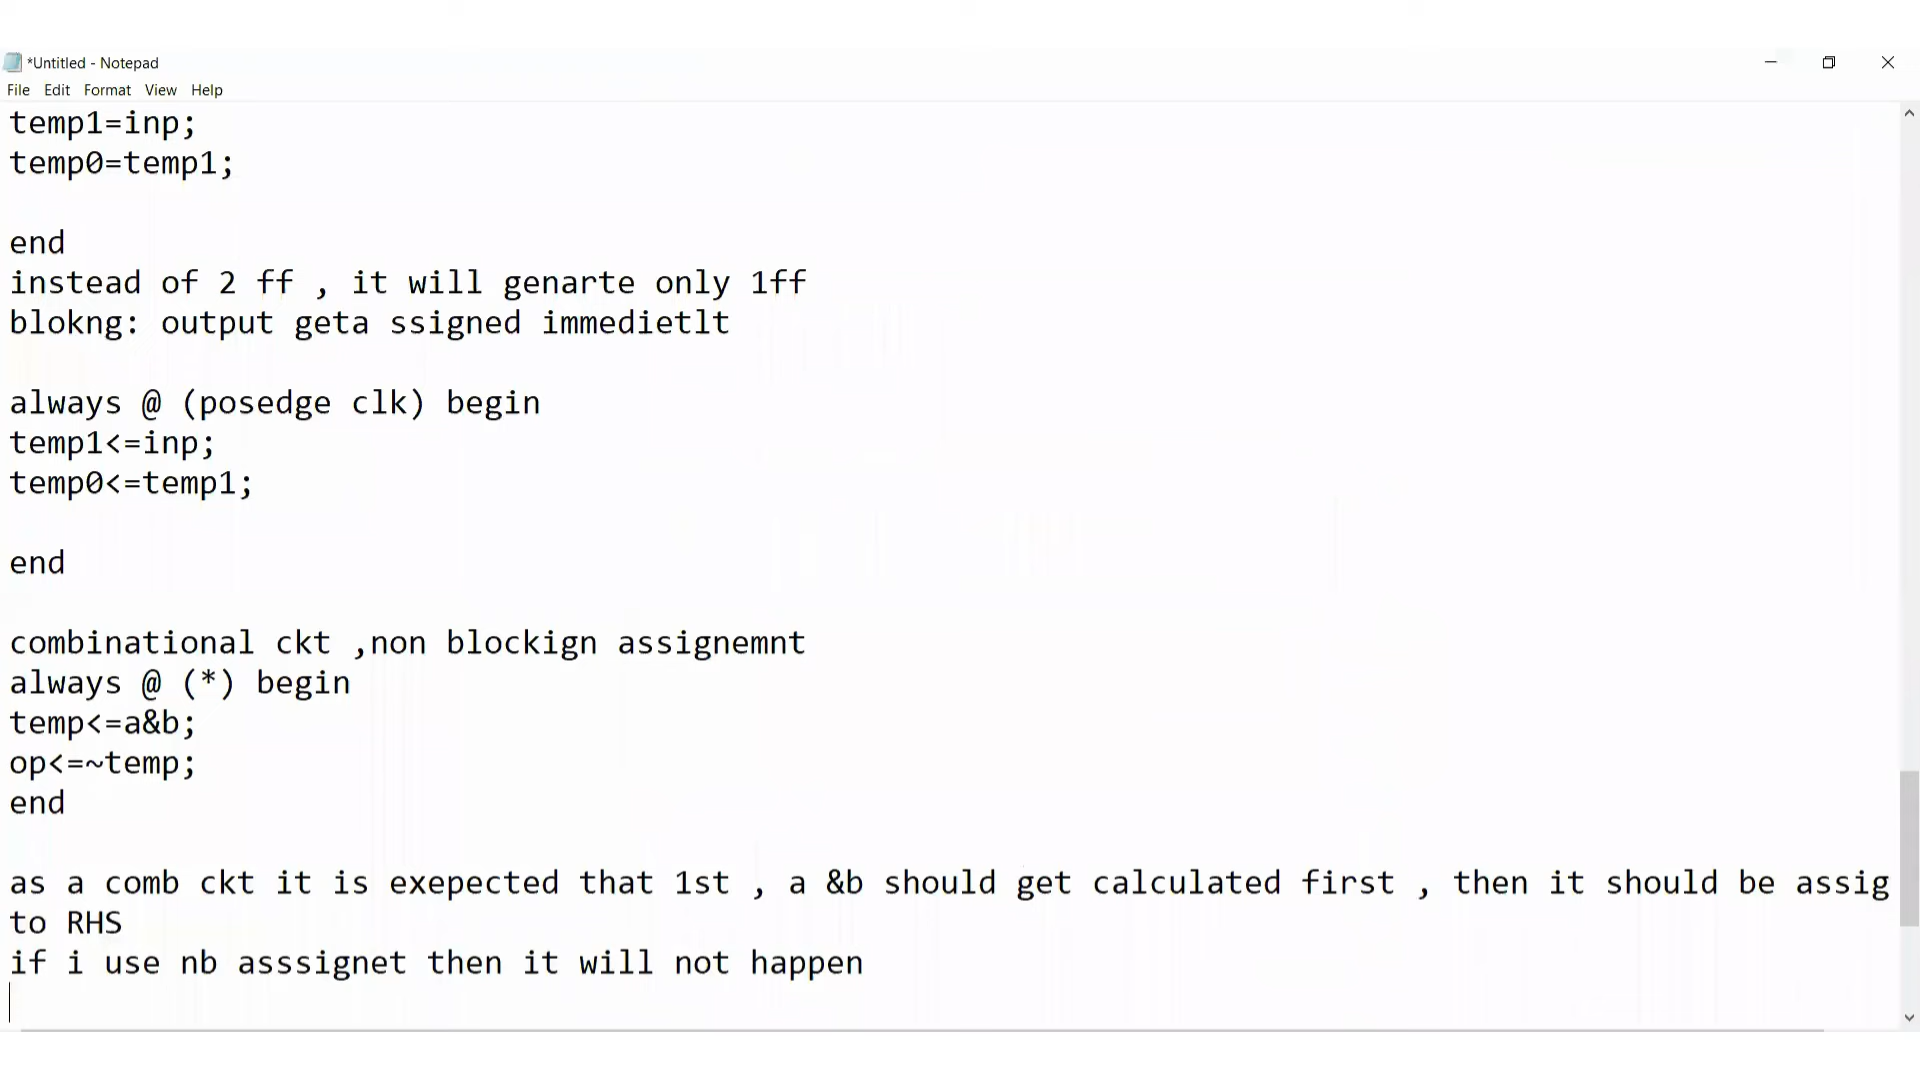 *Untitled - Notepad
File Edit Format View Help
temp1=inp;
temp0=temp1;
end
instead of 2 ff , it will genarte only 1ff
blokng: output geta ssigned immedietlt
always @ (posedge clk) begin
temp1<=inp;
temp0<=temp1;
end
combinational ckt ,non blockign assignemnt
always @ (*) begin
temp<=a&b;
op<=~temp;
end
as a comb ckt it is exepected that 1st , a &b should get calculated first , then it should be assig
to RHS
if i use nb asssignet then it will not happen